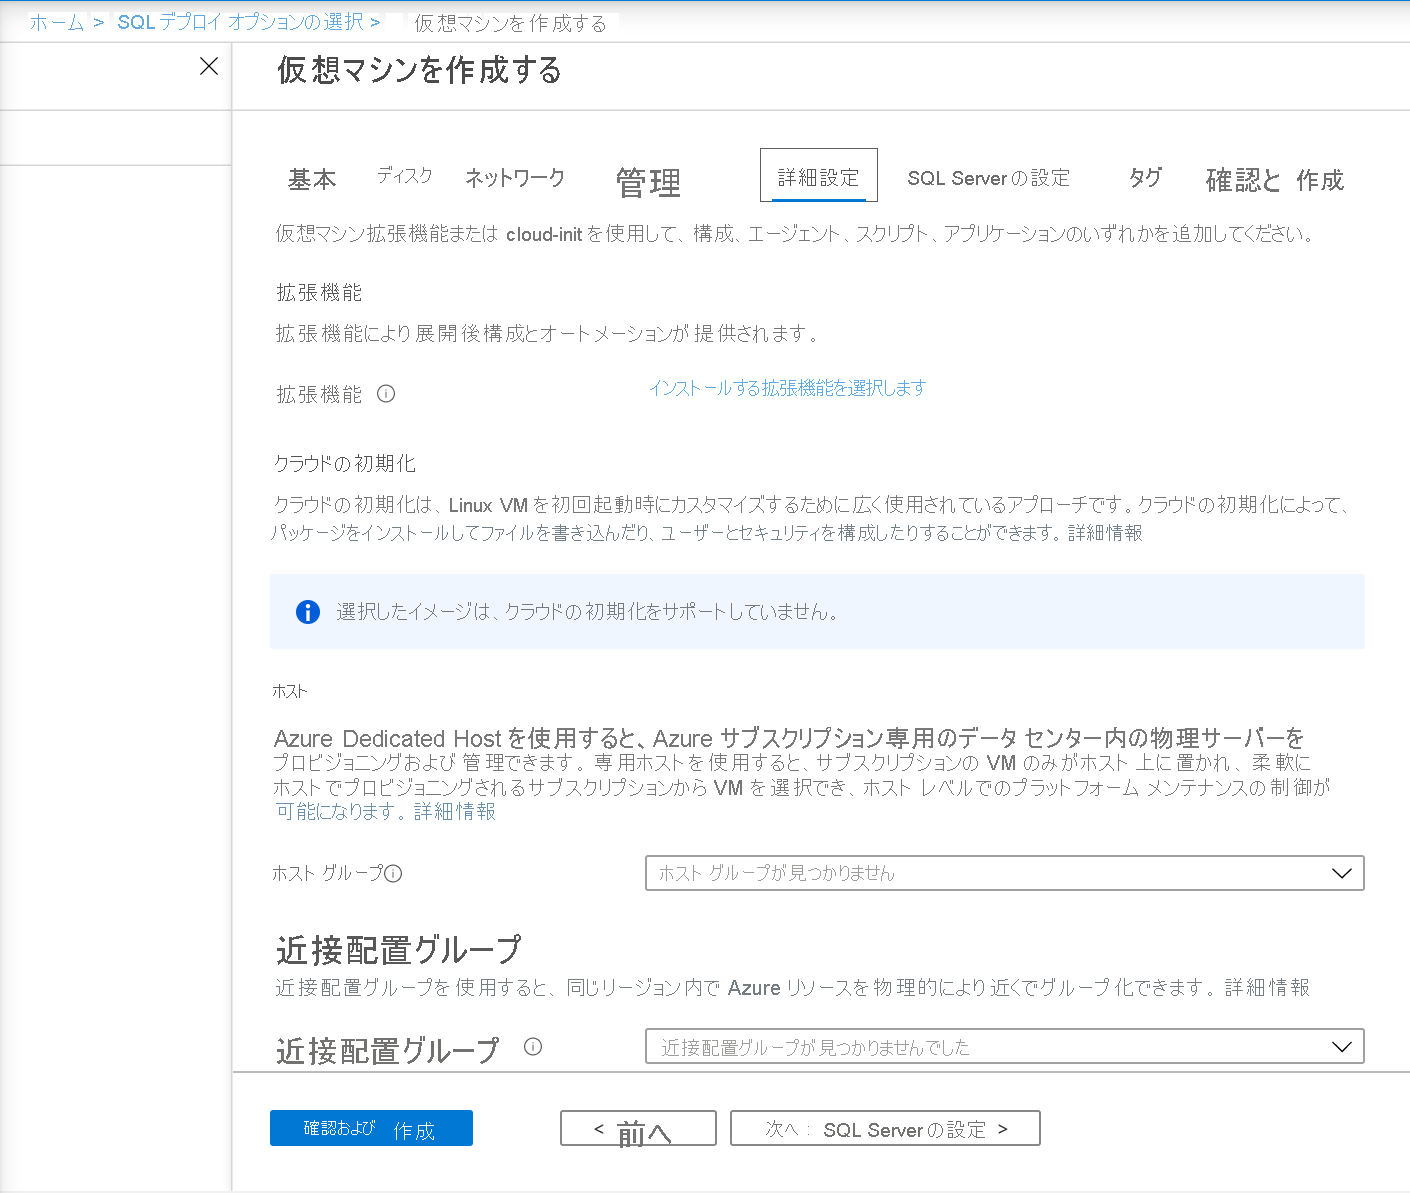 ホーム > SQL デプロイ オプションの選択 > 仮想マシンを作成する
仮想マシンを作成する
基本 ディスク ネットワーク 管理 詳細設定 SQL Server の設定 タグ 確認と 作成
仮想マシン拡張機能または cloud-init を使用して、構成、エージェント、スクリプト、アプリケーションのいずれかを追加してください。
拡張機能
拡張機能により展開後構成とオートメーションが提供されます。
拡張機能 インストールする拡張機能を選択します
クラウドの初期化
クラウドの初期化は、Linux VM を初回起動時にカスタマイズするために広く使用されているアプローチです。クラウドの初期化によって、
パッケージをインストールしてファイルを書き込んだり、ユーザーとセキュリティを構成したりすることができます。詳細情報
選択したイメージは、クラウドの初期化をサポートしていません。
ホスト
Azure Dedicated Host を使用すると、Azure サブスクリプション専用のデータ センター内の物理サーバーを
プロビジョニングおよび管理できます。専用ホストを使用すると、サブスクリプションの VM のみがホスト上に置かれ、柔軟に
ホストでプロビジョニングされるサブスクリプションから VM を選択でき、ホスト レベルでのプラットフォーム メンテナンスの制御が
可能になります。詳細情報
ホスト グループ ホスト グループが見つかりません
近接配置グループ
近接配置グループを使用すると、同じリージョン内で Azure リソースを物理的により近くでグループ化できます。詳細情報
近接配置グループ 近接配置グループが見つかりませんでした
確認および 作成 < 前へ 次へ : SQL Server の設定 >